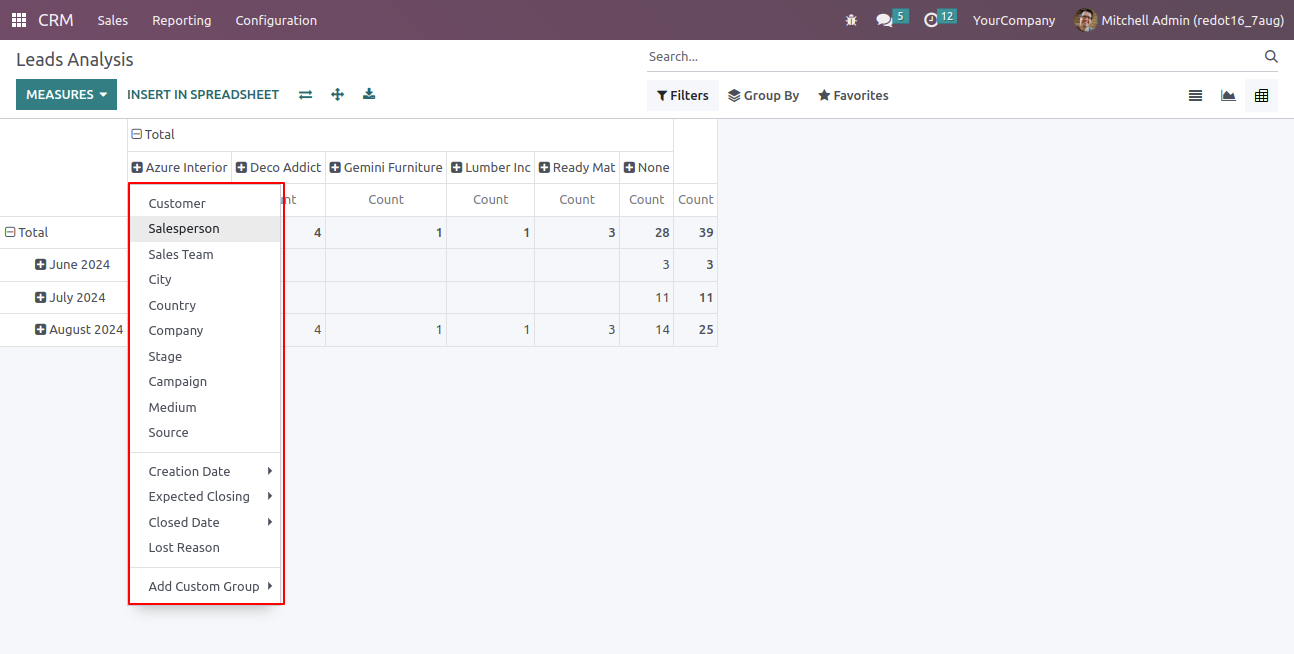 CRM Sales Reporting Configuration 5 12 YourCompany Mitchell Admin (redot16_7aug)
Leads Analysis
Search...
MEASURES INSERT IN SPREADSHEET
Filters Group By Favorites
Total
Azure Interior Deco Addict Gemini Furniture Lumber Inc Ready Mat None
Count Count Count Count Count
Total 4 1 1 3 28 39
June 2024 3 3
July 2024 11 11
August 2024 4 1 1 3 14 25
Customer
Salesperson
Sales Team
City
Country
Company
Stage
Campaign
Medium
Source
Creation Date
Expected Closing
Closed Date
Lost Reason
Add Custom Group